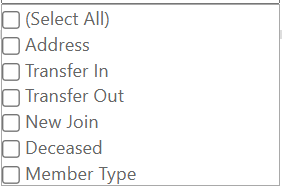 (Select All)
Address
Transfer In
Transfer Out
New Join
Deceased
Member Type